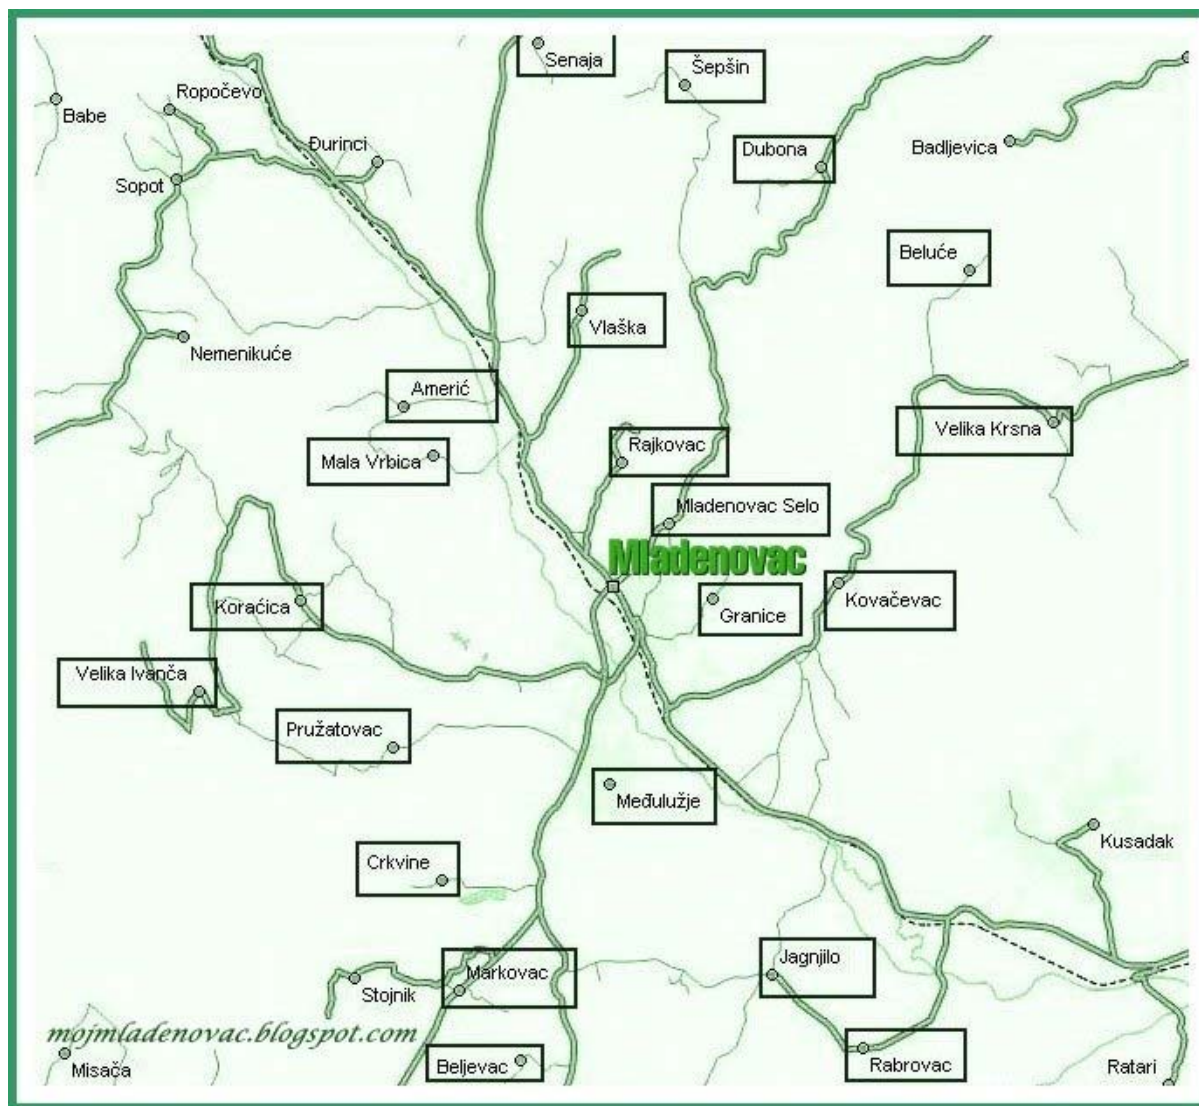 Senaja
Šepšin
Ropočevo
Babe
Đurinci
Dubona
Badljevica
Sopot
Beluće
Vlaška
Nemenikuće
Americ
Velika Krsna
Rajkovac
Mala Vrbica
Mladenovac Selo
Mladenovac
Koraćica
Granice
Kovačevac
Velika Ivanča
Pružatovac
Međulužje
Kusadak
Crkvine
Jagnjilo
Markovac
Stojnik
mojmladenovac.blogspot.com
Misača
Beljevac
Rabrovac
Ratari